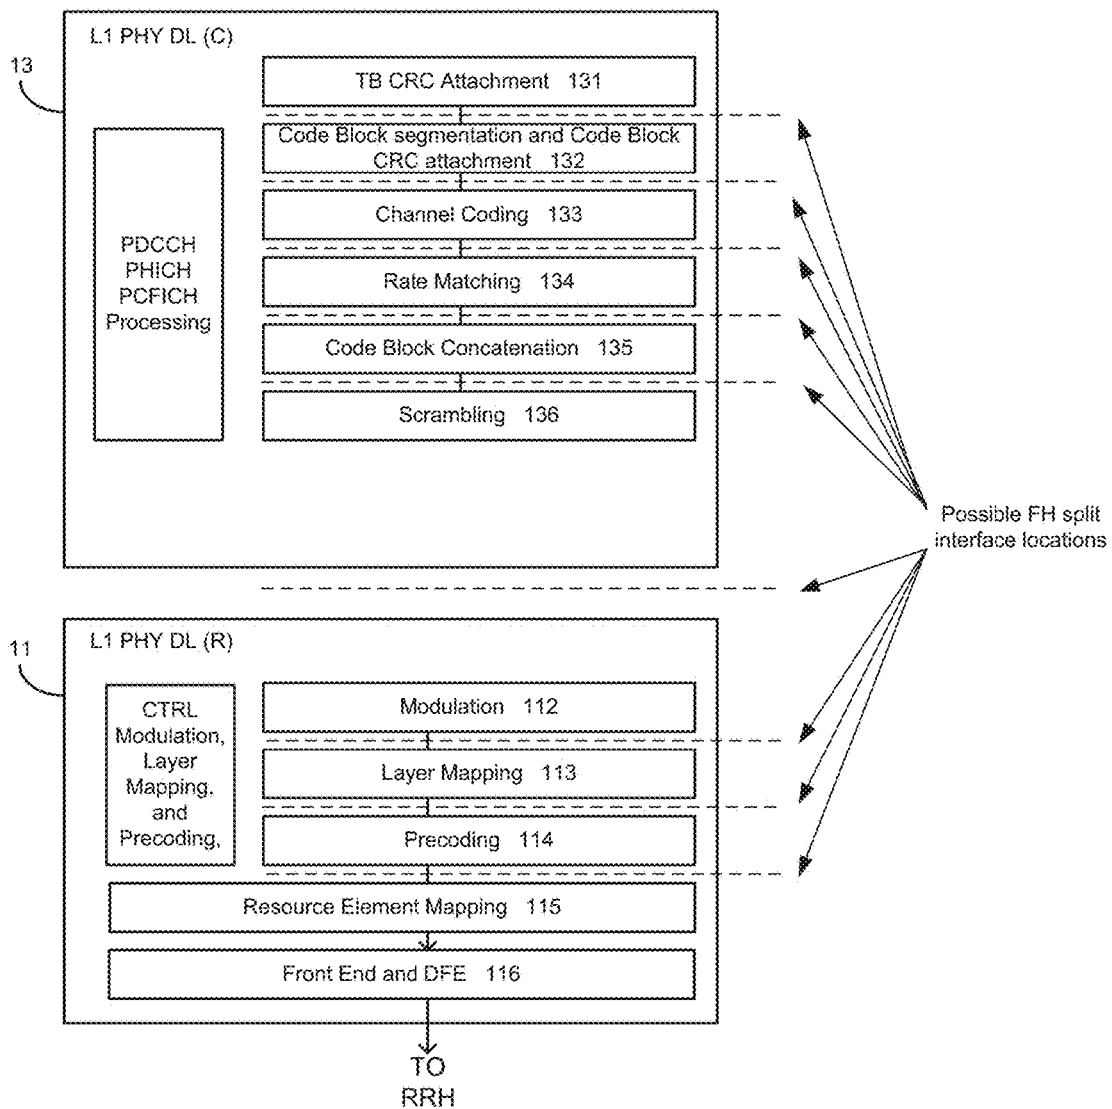 L1 PHY DL (C)
13
TB CRC Attachment 131
Code Block segmentation and Code Block
CRC attachment 132
Channel Coding 133
PDCCH
PHICH
PCFICH
Processing
Rate Matching 134
Code Block Concatenation 135
Scrambling 136
Possible FH split
interface locations
L1 PHY DL (R)
11
CTRL
Modulation,
Layer
Mapping,
and
Precoding,
Modulation 112
Layer Mapping 113
Precoding 114
Resource Element Mapping 115
Front End and DFE 116
TO
RRH